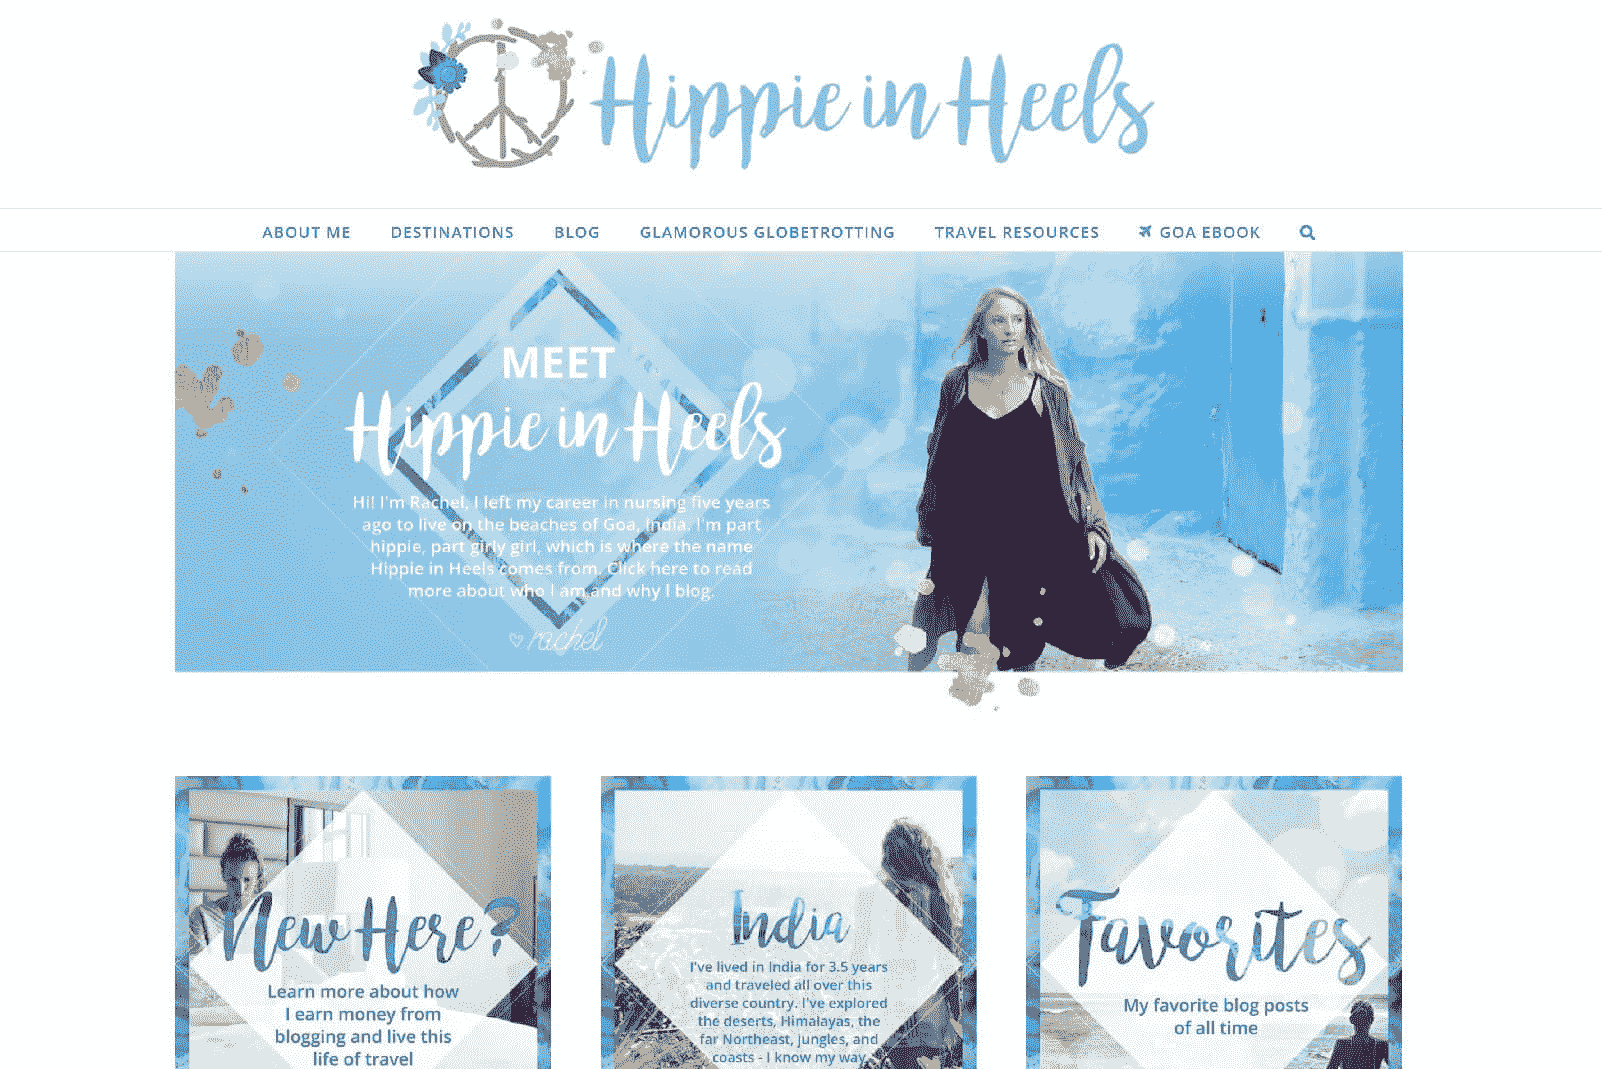 Hippie in Heels
ABOUT ME DESTINATIONS BLOG GLAMOROUS GLOBETROTTING TRAVEL RESOURCES GOA EBOOK
MEET
Hippie in Heels
Hi! I'm Rachel, I left my career in nursing five years
ago to live on the beaches of Goa, India. I'm part
hippie, part girly girl, which is where the name
Hippie in Heels comes from. Click here to read
more about who I am and why I blog.
rachel
New Here?
Learn more about how
I earn money from
blogging and live this
life of travel
India
I've lived in India for 3.5 years
and traveled all over this
diverse country. I've explored
the deserts, Himalayas, the
far Northeast, jungles, and
coasts - I know my way
Favorites
My favorite blog posts
of all time